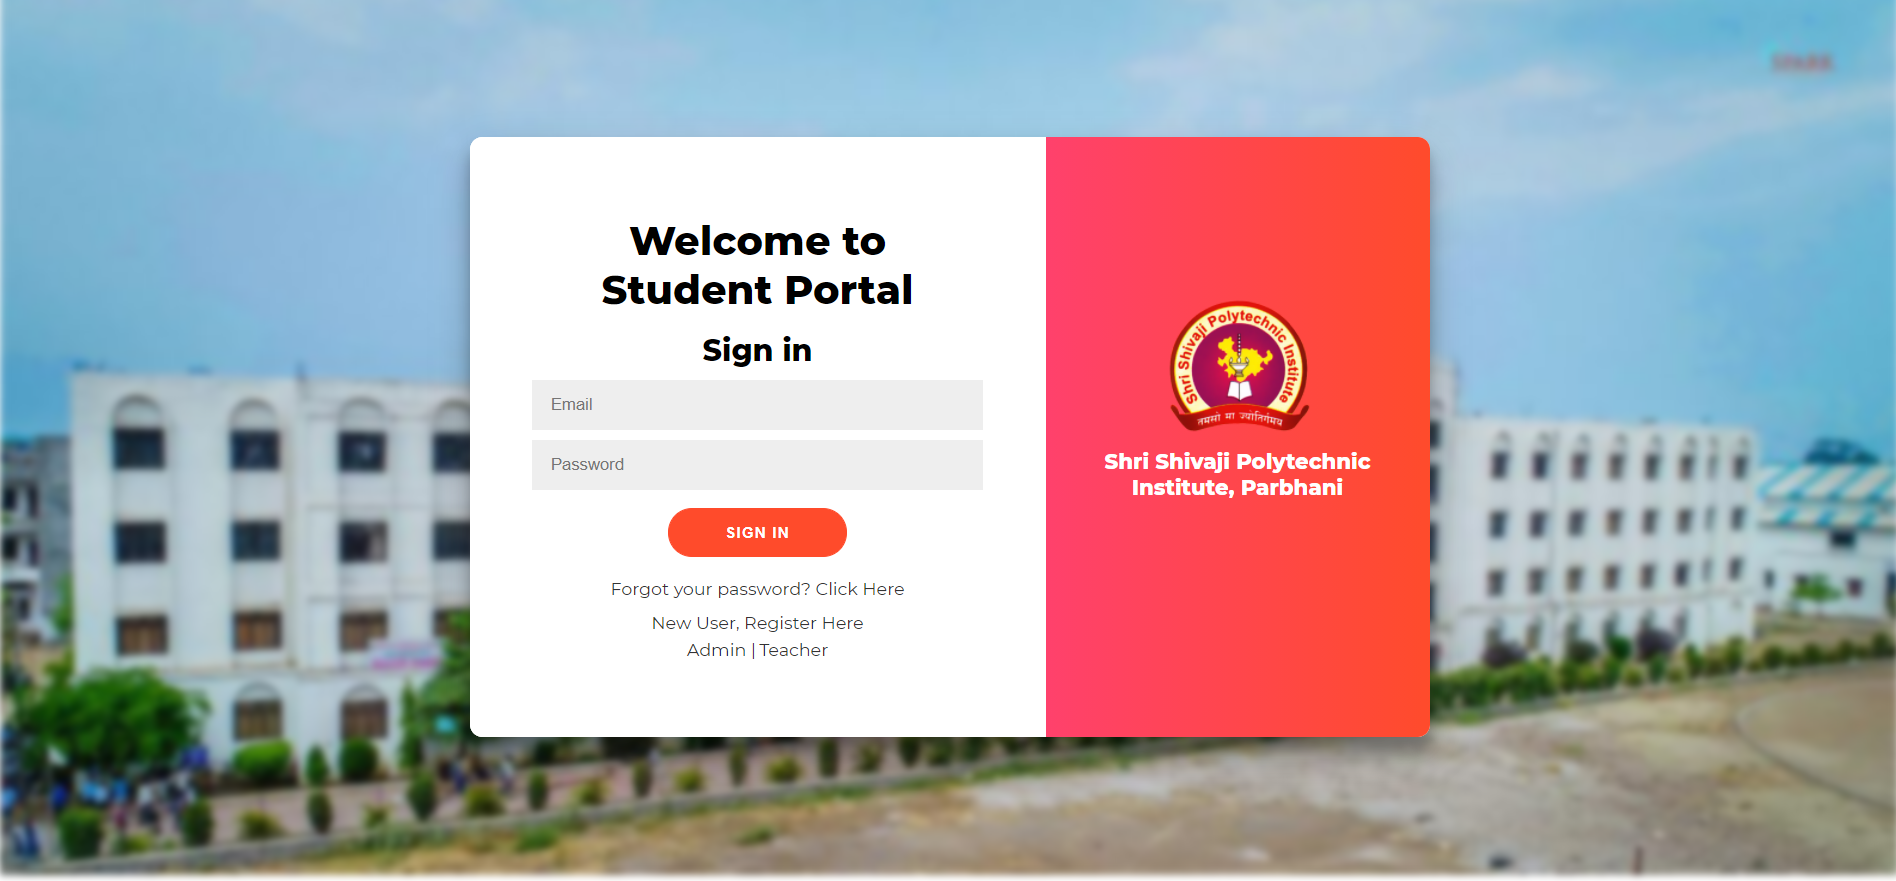 Welcome to
Student Portal
Sign in
Email
Password
SIGN IN
Forgot your password? Click Here
New User, Register Here
Admin | Teacher
Shri Shivaji Polytechnic Institute
तमसो मा ज्योतिर्गमय
Shri Shivaji Polytechnic
Institute, Parbhani